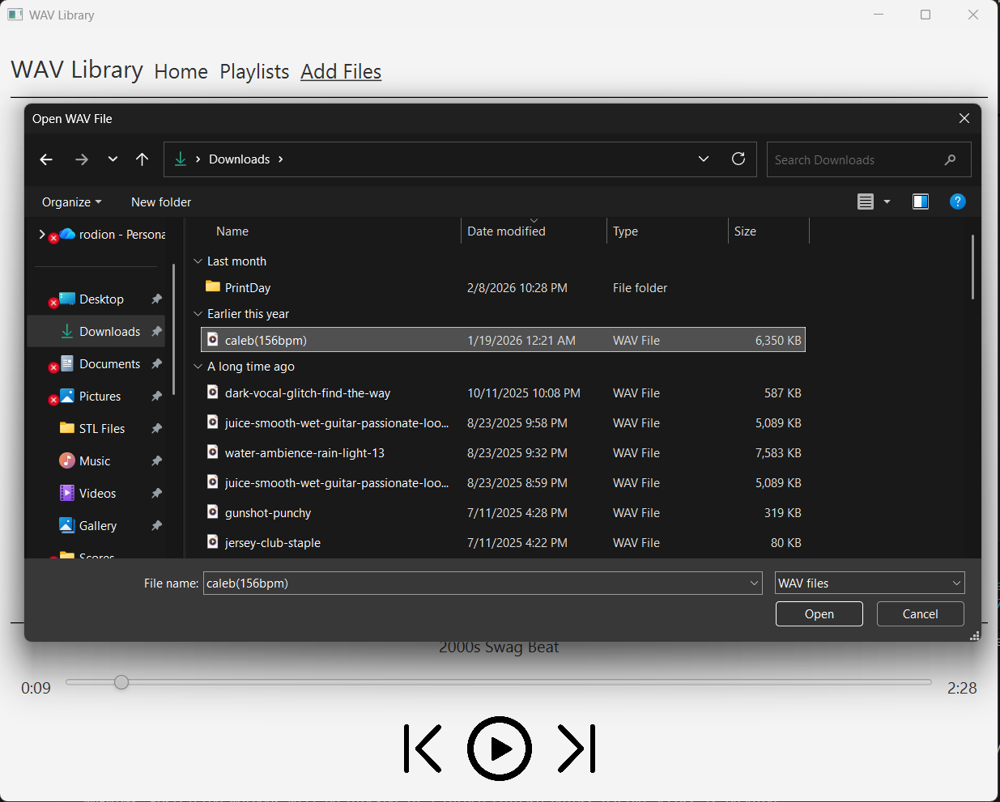 WAV Library
WAV Library Home Playlists Add Files
Open WAV File
Downloads
Search Downloads
Organize New folder
rodion - Persona
Desktop
Downloads
Documents
Pictures
STL Files
Music
Videos
Gallery
Scores
Name Date modified Type Size
Last month
PrintDay 2/8/2026 10:28 PM File folder
Earlier this year
caleb(156bpm) 1/19/2026 12:21 AM WAV File 6,350 KB
A long time ago
dark-vocal-glitch-find-the-way 10/11/2025 10:08 PM WAV File 587 KB
juice-smooth-wet-guitar-passionate-loo... 8/23/2025 9:58 PM WAV File 5,089 KB
water-ambience-rain-light-13 8/23/2025 9:32 PM WAV File 7,583 KB
juice-smooth-wet-guitar-passionate-loo... 8/23/2025 8:59 PM WAV File 5,089 KB
gunshot-punchy 7/11/2025 4:28 PM WAV File 319 KB
jersey-club-staple 7/11/2025 4:22 PM WAV File 80 KB
File name: caleb(156bpm) WAV files
Open Cancel
2000s Swag Beat
0:09 2:28